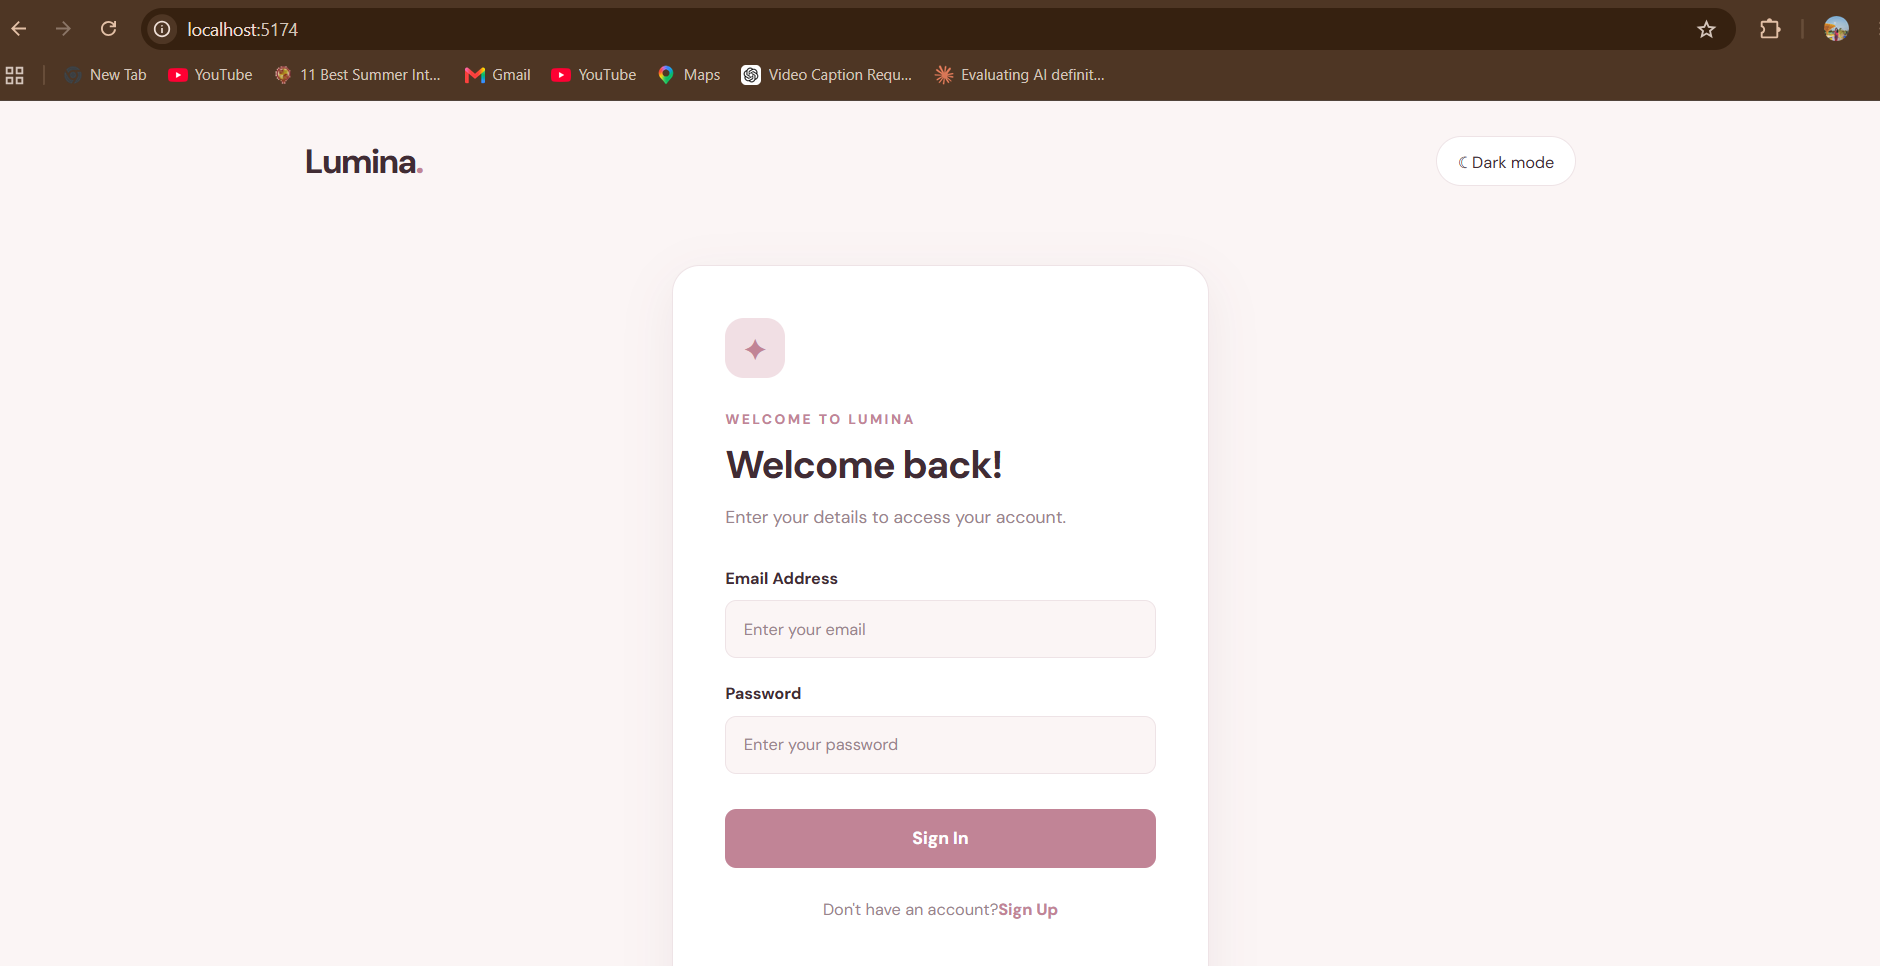 localhost:5174
New Tab YouTube 11 Best Summer Int... Gmail YouTube Maps Video Caption Requ... Evaluating AI definit...
Lumina.
Dark mode
WELCOME TO LUMINA
Welcome back!
Enter your details to access your account.
Email Address
Enter your email
Password
Enter your password
Sign In
Don't have an account?Sign Up